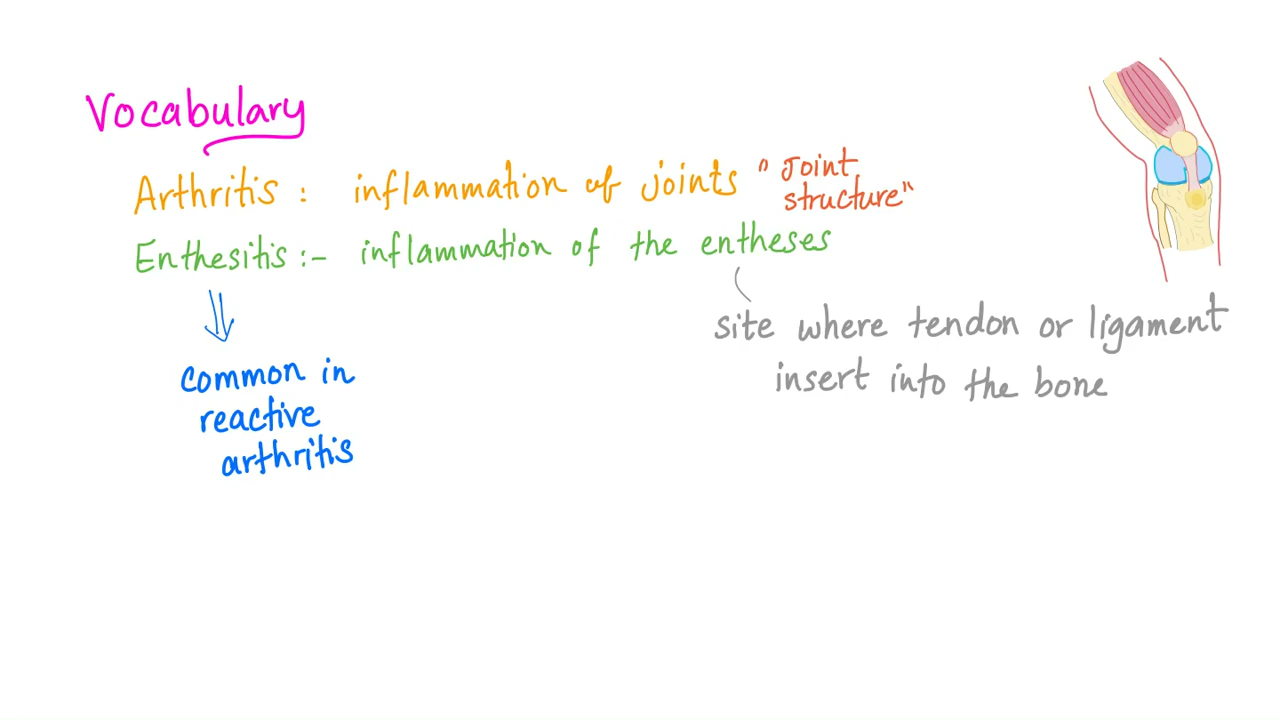 Vocabulary
Arthritis : inflammation of joints "Joint
structure"
Enthesitis :- inflammation of the entheses
site where tendon or ligament
insert into the bone
common in
reactive
arthritis